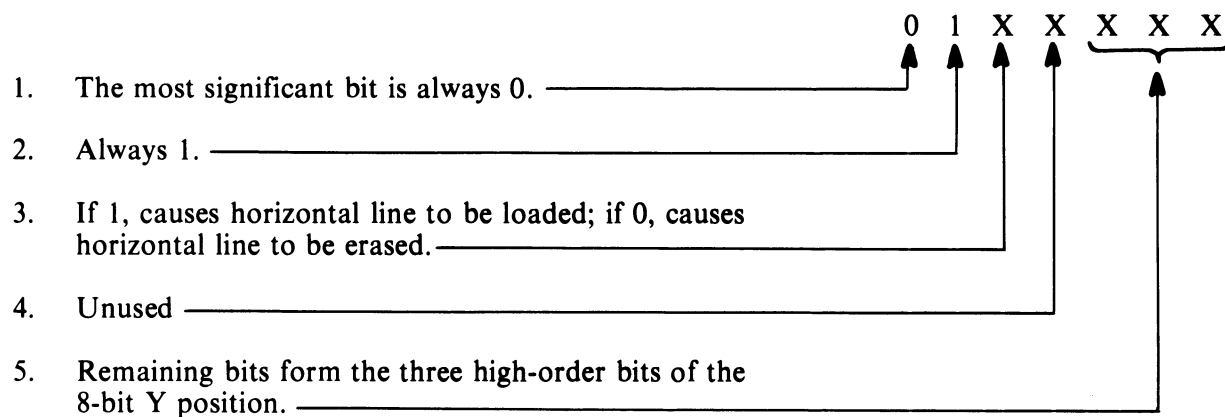 0 1 X X X X X
1. The most significant bit is always 0.
2. Always 1.
3. If 1, causes horizontal line to be loaded; if 0, causes
horizontal line to be erased.
4. Unused
5. Remaining bits form the three high-order bits of the
8-bit Y position.